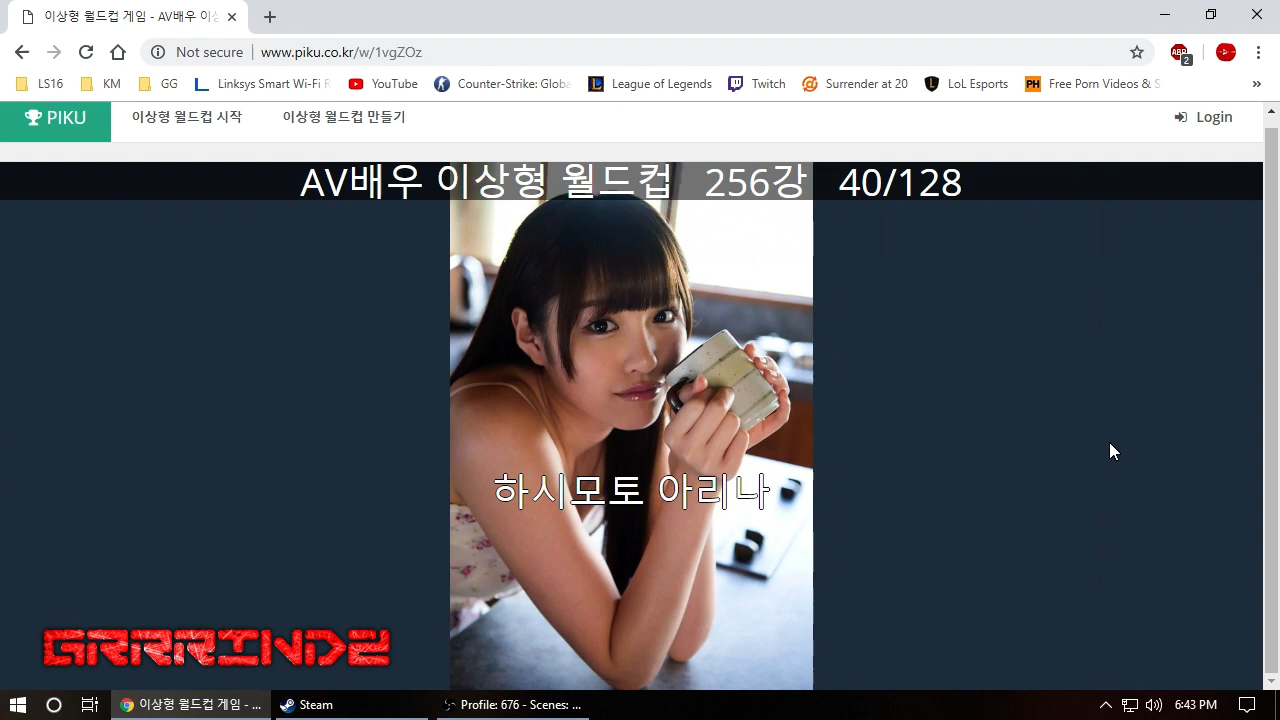 이상형 월드컵 게임 - AV배우 이상
Not secure
www.piku.co.kr/w/1vgZOz
ABP
2
LS16
KM
GG
Linksys Smart Wi-Fi R
YouTube
Counter-Strike: Globa
League of Legends
Twitch
Surrender at 20
LoL Esports
PH
Free Porn Videos & S
»
PIKU
이상형 월드컵 시작
이상형 월드컵 만들기
Login
AV배우 이상형 월드컵 256강 40/128
하시모토 아리나
GRRRINDZ
이상형 월드컵 게임 - ...
Steam
Profile: 676 - Scenes: ...
6:43 PM